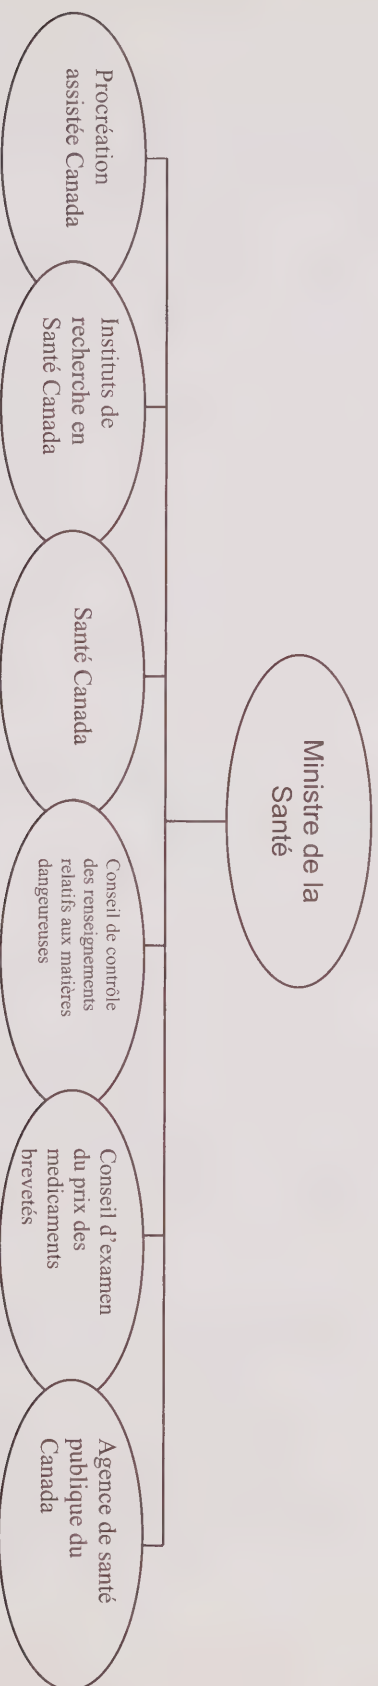 Ministre de la
Santé
Procréation
assistée Canada
Instituts de
recherche en
Santé Canada
Santé Canada
Conseil de contrôle
des renseignements
relatifs aux matières
dangeureuses
Conseil d'examen
du prix des
medicaments
brevetés
Agence de santé
publique du
Canada